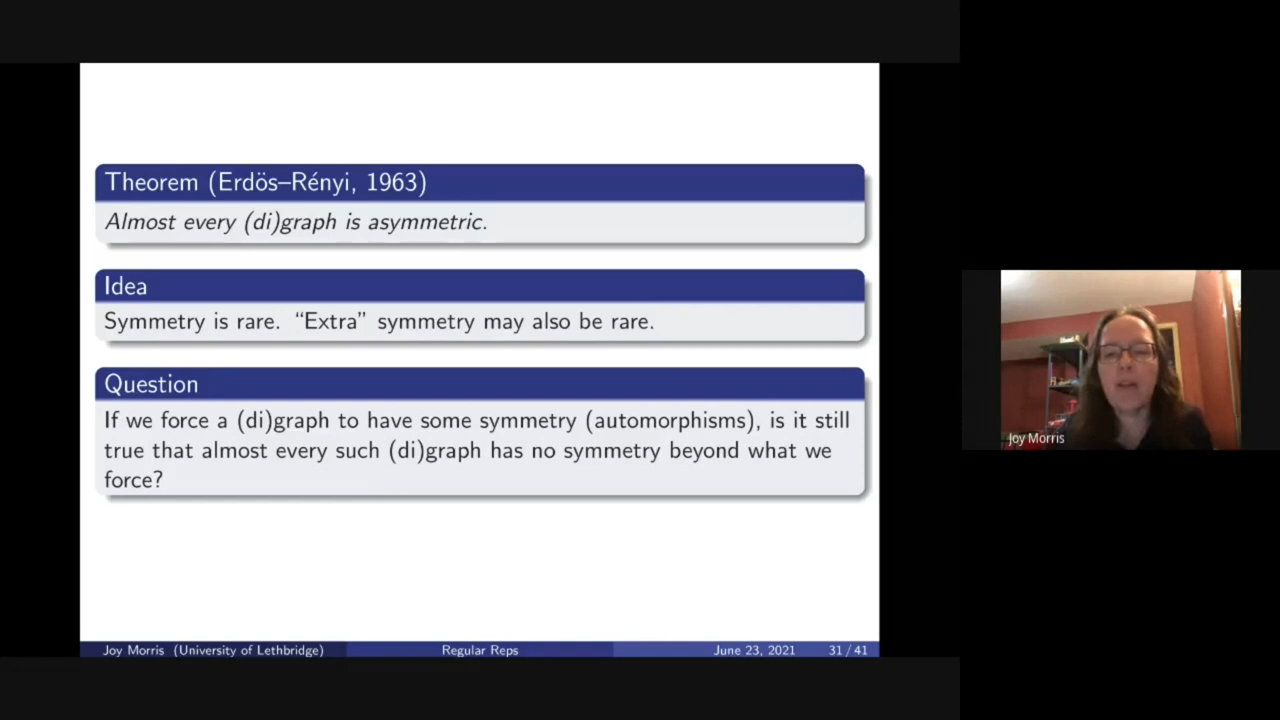 Theorem (Erdös–Rényi, 1963)
Almost every (di)graph is asymmetric.
Idea
Symmetry is rare. “Extra” symmetry may also be rare.
Question
If we force a (di)graph to have some symmetry (automorphisms), is it still
true that almost every such (di)graph has no symmetry beyond what we
force?
Joy Morris (University of Lethbridge) Regular Reps June 23, 2021 31 / 41
Joy Morris